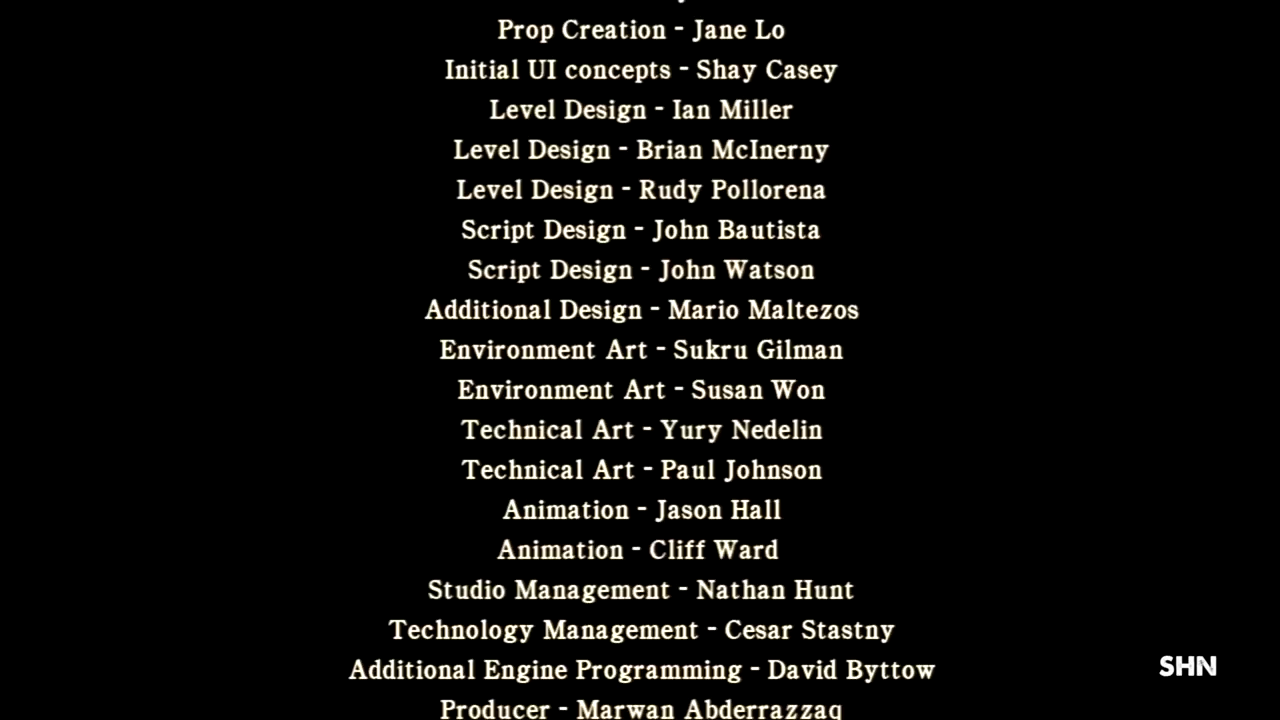 Prop Creation - Jane Lo
Initial UI concepts - Shay Casey
Level Design - Ian Miller
Level Design - Brian McInerny
Level Design - Rudy Pollorena
Script Design - John Bautista
Script Design - John Watson
Additional Design - Mario Maltezos
Environment Art - Sukru Gilman
Environment Art - Susan Won
Technical Art - Yury Nedelin
Technical Art - Paul Johnson
Animation - Jason Hall
Animation - Cliff Ward
Studio Management - Nathan Hunt
Technology Management - Cesar Stastny
Additional Engine Programming - David Byttow
SHN
Producer - Marwan Abderrazzaq